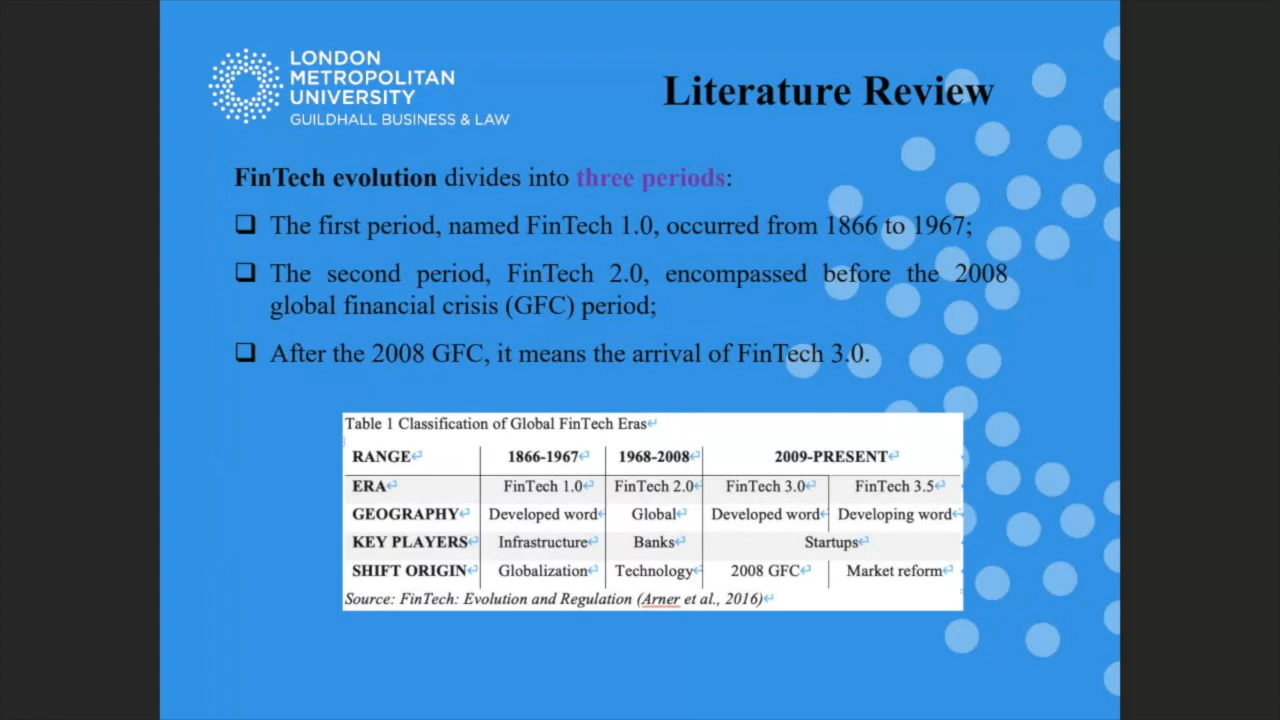 LONDON
METROPOLITAN
UNIVERSITY
GUILDHALL BUSINESS & LAW
Literature Review
FinTech evolution divides into three periods:
❑ The first period, named FinTech 1.0, occurred from 1866 to 1967;
❑ The second period, FinTech 2.0, encompassed before the 2008
global financial crisis (GFC) period;
❑ After the 2008 GFC, it means the arrival of FinTech 3.0.
Table 1 Classification of Global FinTech Eras↵
RANGE↵ 1866-1967↵ 1968-2008↵ 2009-PRESENT↵
ERA↵ FinTech 1.0↵ FinTech 2.0↵ FinTech 3.0↵ FinTech 3.5↵
GEOGRAPHY↵ Developed word↵ Global↵ Developed word↵ Developing word↵
KEY PLAYERS↵ Infrastructure↵ Banks↵ Startups↵
SHIFT ORIGIN↵ Globalization↵ Technology↵ 2008 GFC↵ Market reform↵
Source: FinTech: Evolution and Regulation (Arner et al., 2016)↵